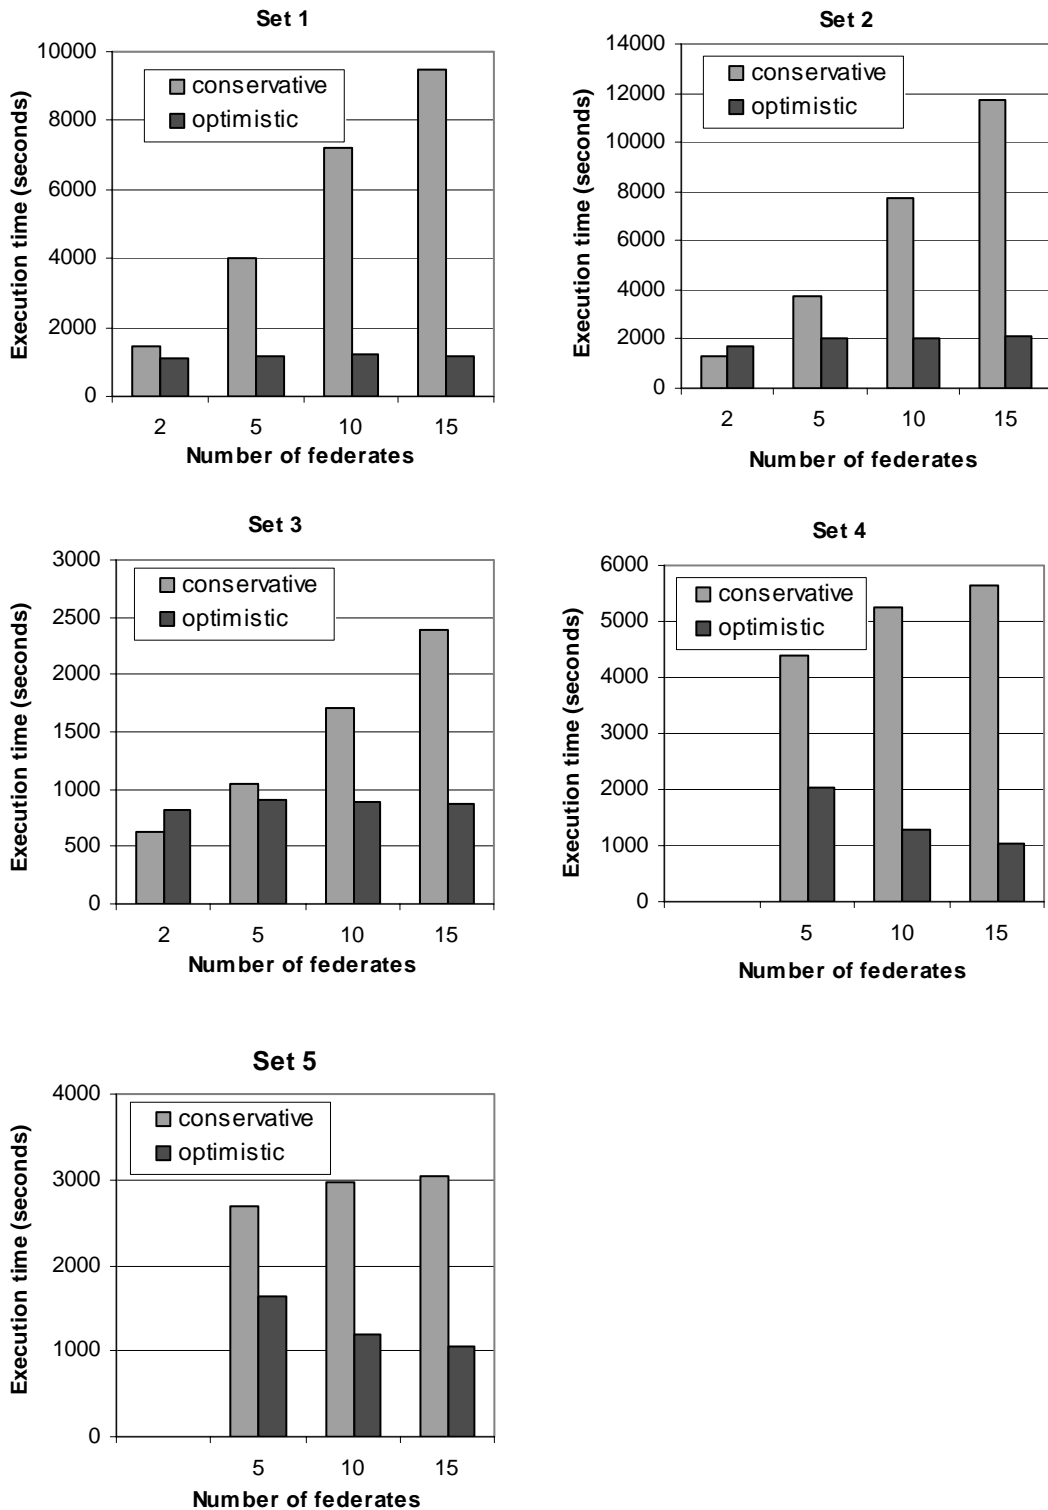 Set 1
10000
8000
6000
4000
2000
0
Execution time (seconds)
conservative
optimistic
2 5 10 15
Number of federates
Set 2
14000
12000
10000
8000
6000
4000
2000
0
Execution time (seconds)
conservative
optimistic
2 5 10 15
Number of federates
Set 3
3000
2500
2000
1500
1000
500
0
Execution time (seconds)
conservative
optimistic
2 5 10 15
Number of federates
Set 4
6000
5000
4000
3000
2000
1000
0
Execution time (seconds)
conservative
optimistic
5 10 15
Number of federates
Set 5
4000
3000
2000
1000
0
Execution time (seconds)
conservative
optimistic
5 10 15
Number of federates